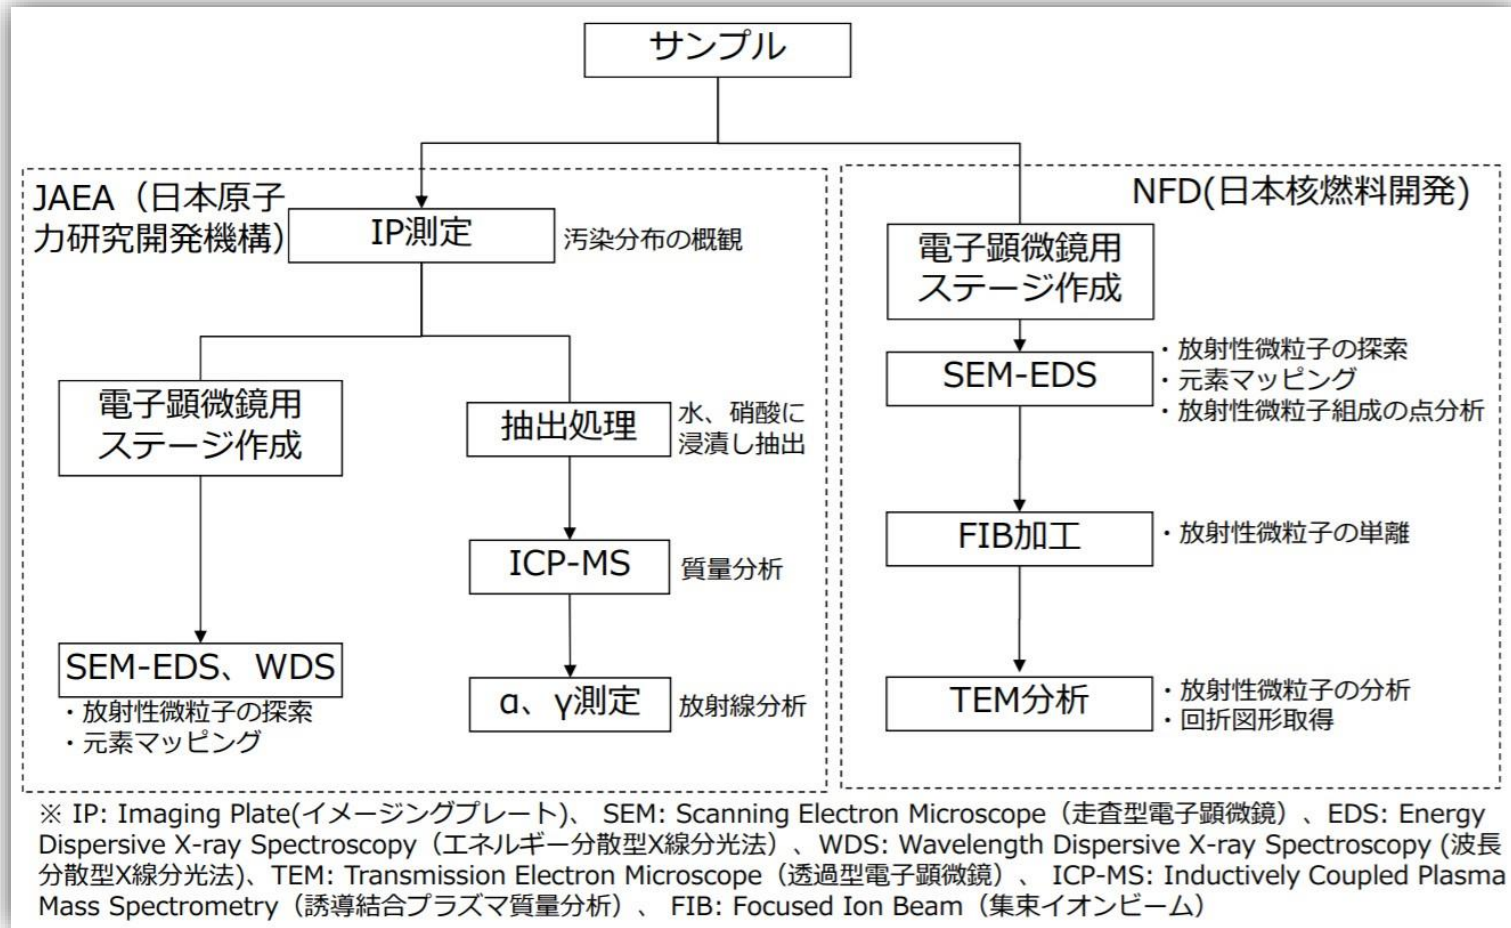 サンプル
JAEA（日本原子
力研究開発機構）
IP測定
汚染分布の概観
電子顕微鏡用
ステージ作成
SEM-EDS、WDS
・放射性微粒子の探索
・元素マッピング
抽出処理
水、硝酸に
浸漬し抽出
ICP-MS
質量分析
α、γ測定
放射線分析
NFD(日本核燃料開発)
電子顕微鏡用
ステージ作成
SEM-EDS
・放射性微粒子の探索
・元素マッピング
・放射性微粒子組成の点分析
FIB加工
・放射性微粒子の単離
TEM分析
・放射性微粒子の分析
・回折図形取得
※ IP: Imaging Plate(イメージングプレート)、 SEM: Scanning Electron Microscope（走査型電子顕微鏡）、EDS: Energy
Dispersive X-ray Spectroscopy（エネルギー分散型X線分光法）、WDS: Wavelength Dispersive X-ray Spectroscopy (波長
分散型X線分光法)、TEM: Transmission Electron Microscope（透過型電子顕微鏡）、 ICP-MS: Inductively Coupled Plasma
Mass Spectrometry（誘導結合プラズマ質量分析）、 FIB: Focused Ion Beam（集束イオンビーム）